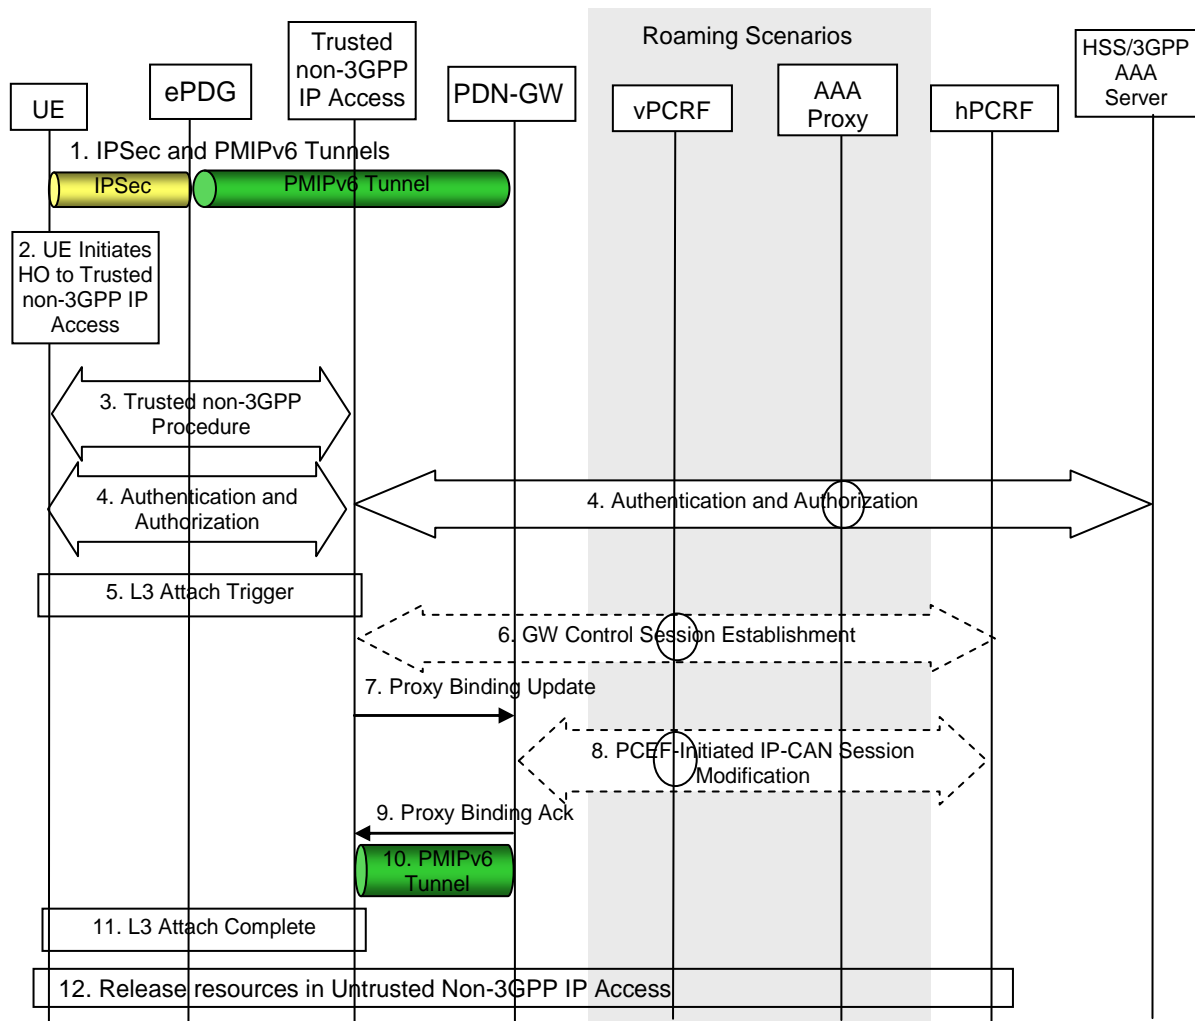 Roaming Scenarios
UE
ePDG
Trusted
non-3GPP
IP Access
PDN-GW
vPCRF
AAA
Proxy
hPCRF
HSS/3GPP
AAA
Server
1. IPSec and PMIPv6 Tunnels
IPSec
PMIPv6 Tunnel
2. UE Initiates
HO to Trusted
non-3GPP IP
Access
3. Trusted non-3GPP
Procedure
4. Authentication and
Authorization
4. Authentication and Authorization
5. L3 Attach Trigger
6. GW Control Session Establishment
7. Proxy Binding Update
8. PCEF-Initiated IP-CAN Session
Modification
9. Proxy Binding Ack
10. PMIPv6
Tunnel
11. L3 Attach Complete
12. Release resources in Untrusted Non-3GPP IP Access